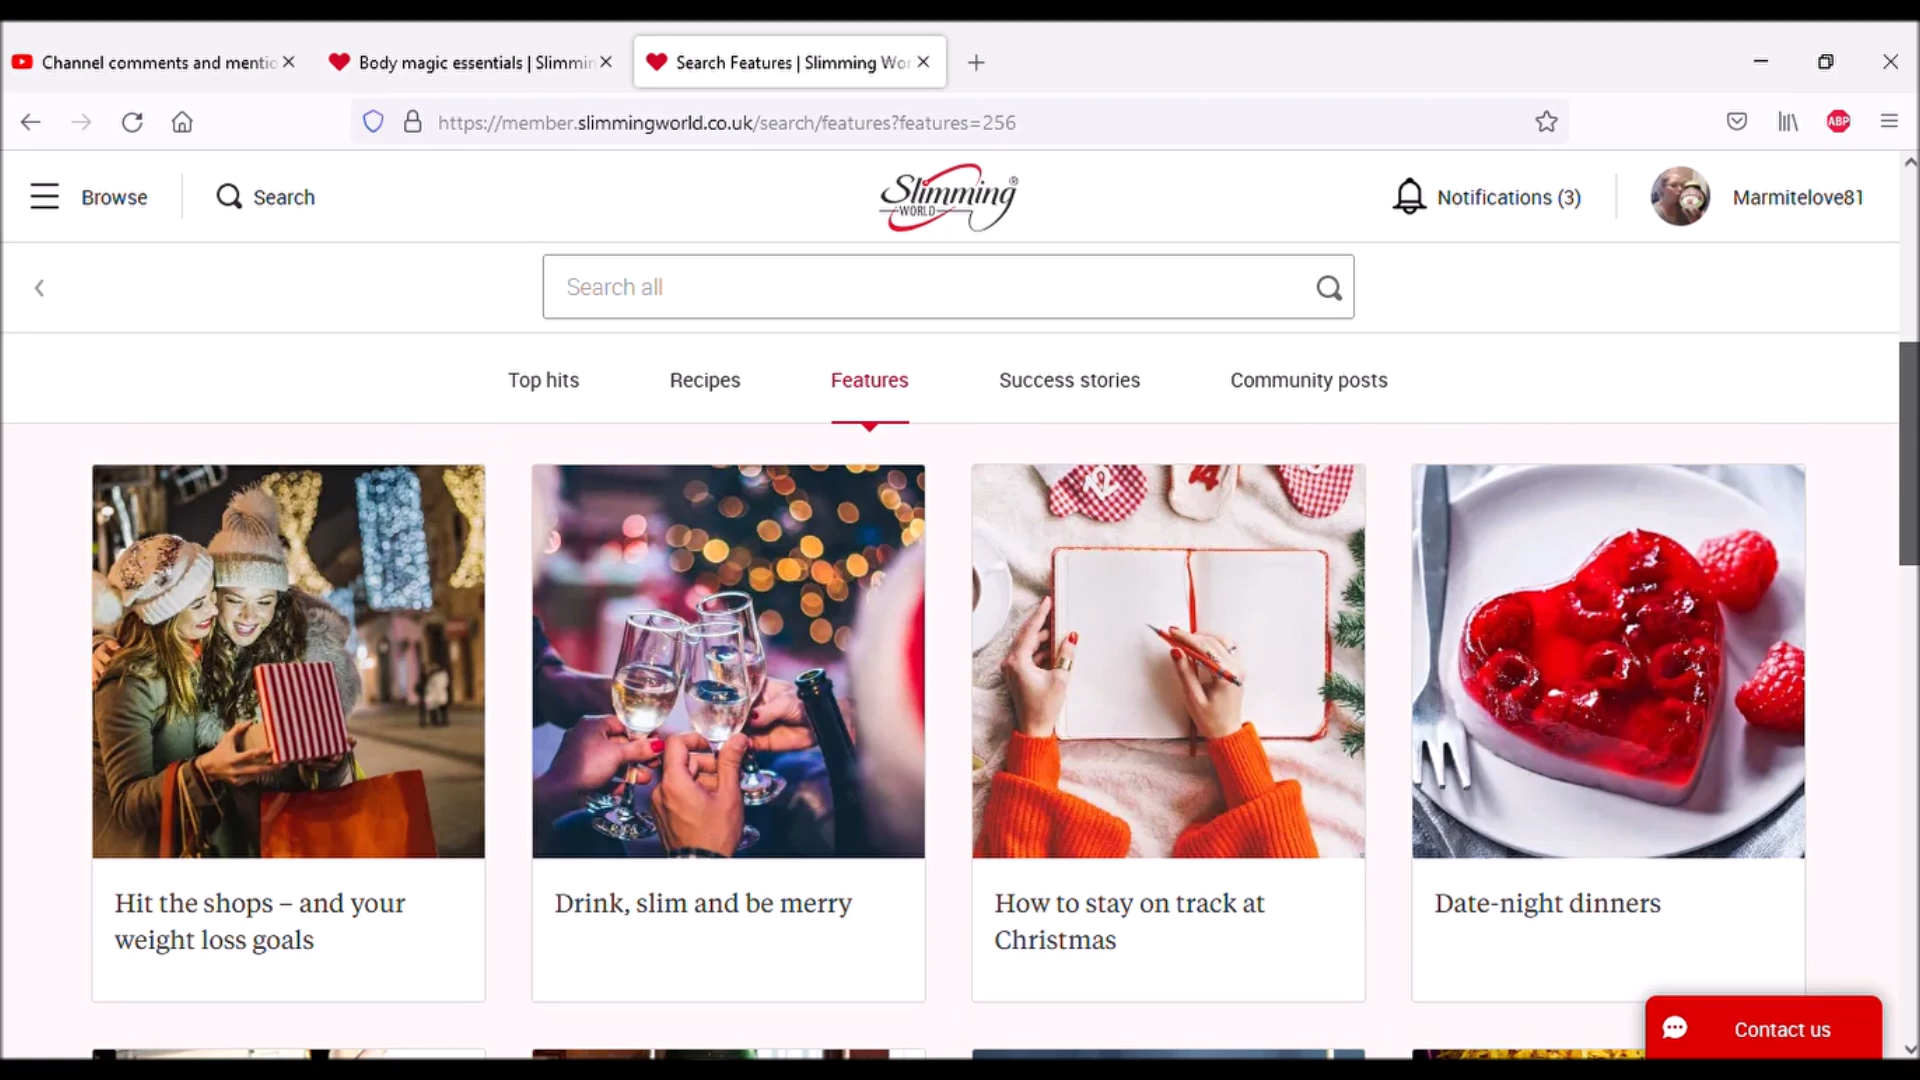 Channel comments and mentio
Body magic essentials | Slimmin
Search Features | Slimming Wor
https://member.slimmingworld.co.uk/search/features?features=256
ABP
Browse
Search
Slimming
WORLD
Notifications (3)
Marmitelove81
Search all
Top hits
Recipes
Features
Success stories
Community posts
Hit the shops – and your
weight loss goals
Drink, slim and be merry
How to stay on track at
Christmas
Date-night dinners
Contact us